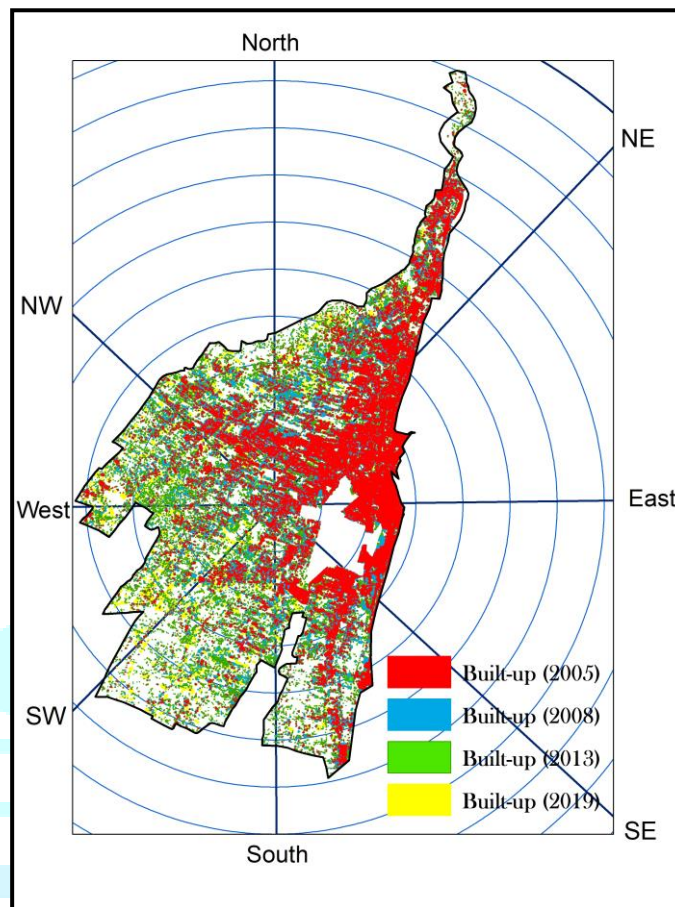 North
NE
NW
West
East
SW
Built-up (2005)
Built-up (2008)
Built-up (2013)
Built-up (2019)
SE
South